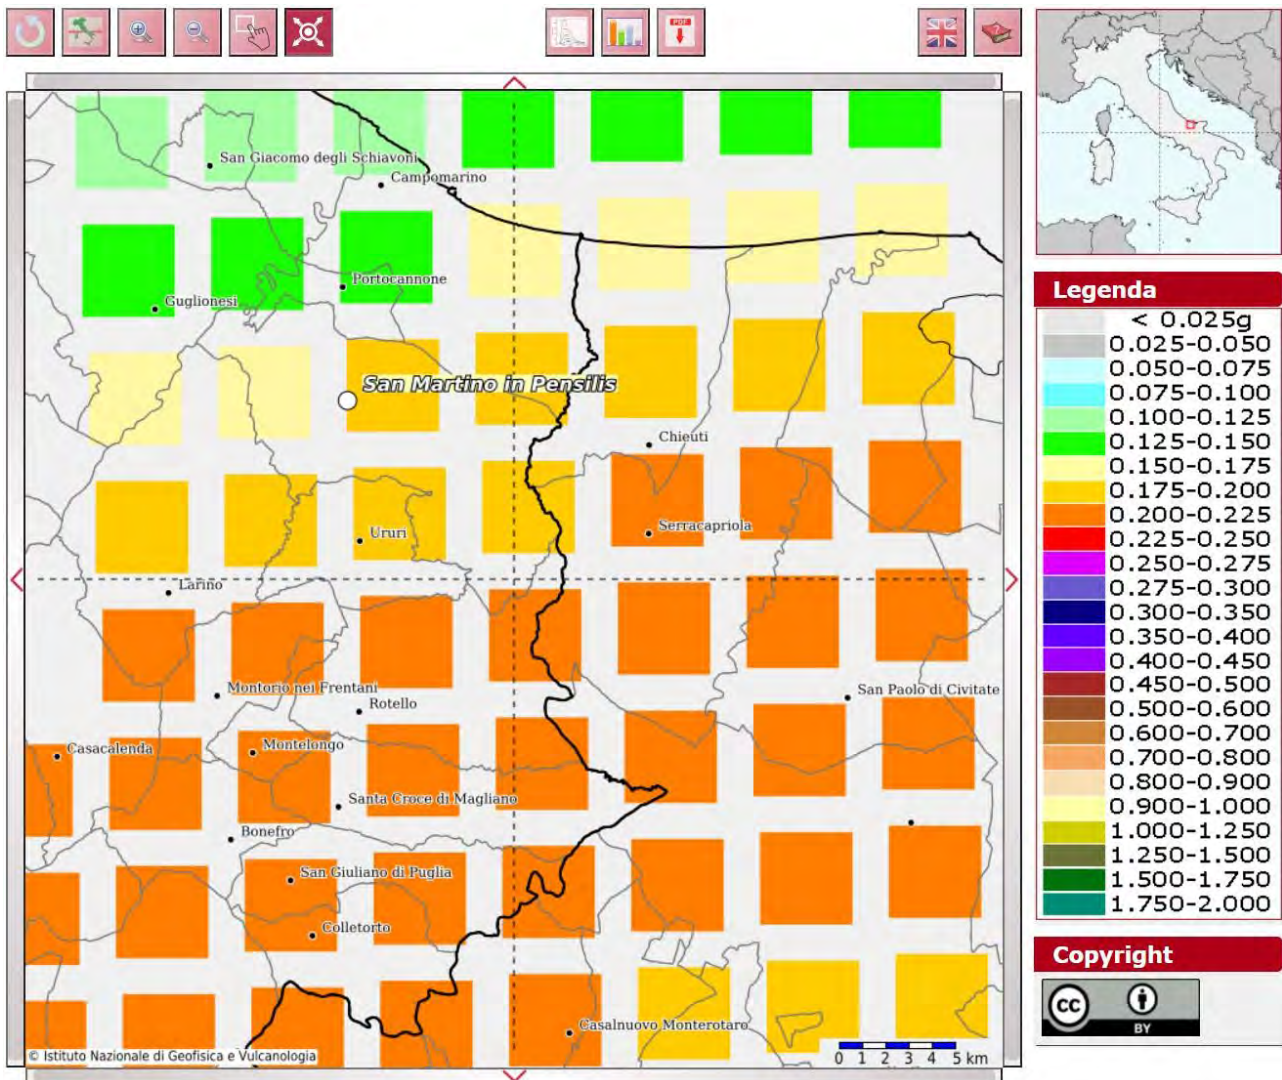 PDF
San Giacomo degli Schiavoni
Campomarino
Portocannone
Guglionesi
San Martino in Pensilis
Chieuti
Ururi
Serracapriola
Larino
Montorio nei Frentani
Rotello
San Paolo di Civitate
Casacalenda
Montelongo
Santa Croce di Magliano
Bonefro
San Giuliano di Puglia
Colletorto
Casalnuovo Monterotaro
© Istituto Nazionale di Geofisica e Vulcanologia
0 1 2 3 4 5 km
Legenda
< 0.025g
0.025-0.050
0.050-0.075
0.075-0.100
0.100-0.125
0.125-0.150
0.150-0.175
0.175-0.200
0.200-0.225
0.225-0.250
0.250-0.275
0.275-0.300
0.300-0.350
0.350-0.400
0.400-0.450
0.450-0.500
0.500-0.600
0.600-0.700
0.700-0.800
0.800-0.900
0.900-1.000
1.000-1.250
1.250-1.500
1.500-1.750
1.750-2.000
Copyright
cc
BY